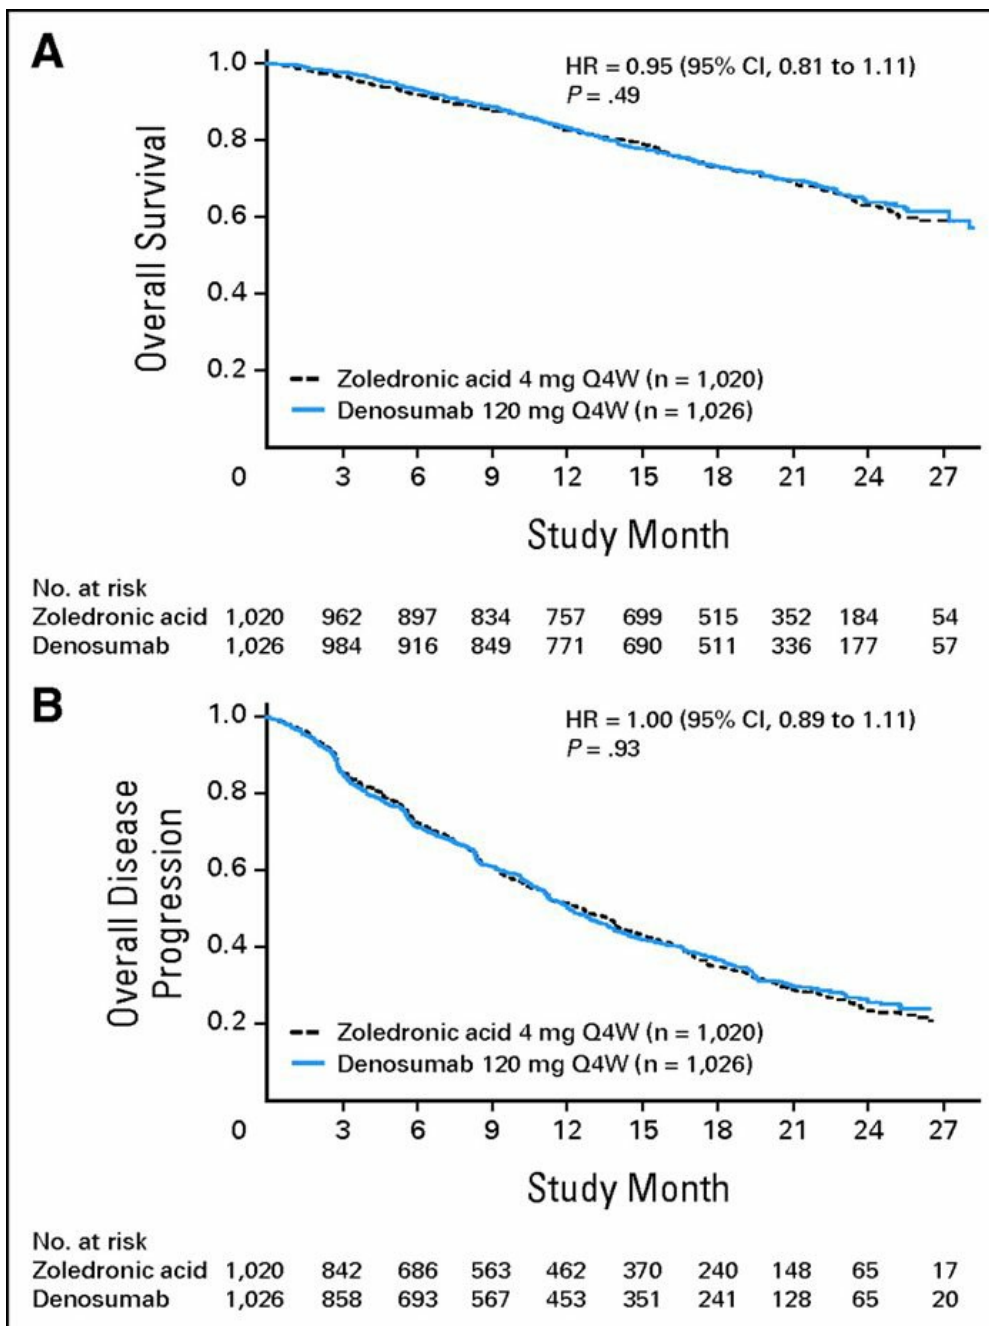 A
HR = 0.95 (95% CI, 0.81 to 1.11)
P = .49
Overall Survival
1.0
0.8
0.6
0.4
0.2
Zoledronic acid 4 mg Q4W (n = 1,020)
Denosumab 120 mg Q4W (n = 1,026)
0 3 6 9 12 15 18 21 24 27
Study Month
No. at risk
Zoledronic acid 1,020 962 897 834 757 699 515 352 184 54
Denosumab 1,026 984 916 849 771 690 511 336 177 57
B
HR = 1.00 (95% CI, 0.89 to 1.11)
P = .93
Overall Disease
Progression
1.0
0.8
0.6
0.4
0.2
Zoledronic acid 4 mg Q4W (n = 1,020)
Denosumab 120 mg Q4W (n = 1,026)
0 3 6 9 12 15 18 21 24 27
Study Month
No. at risk
Zoledronic acid 1,020 842 686 563 462 370 240 148 65 17
Denosumab 1,026 858 693 567 453 351 241 128 65 20